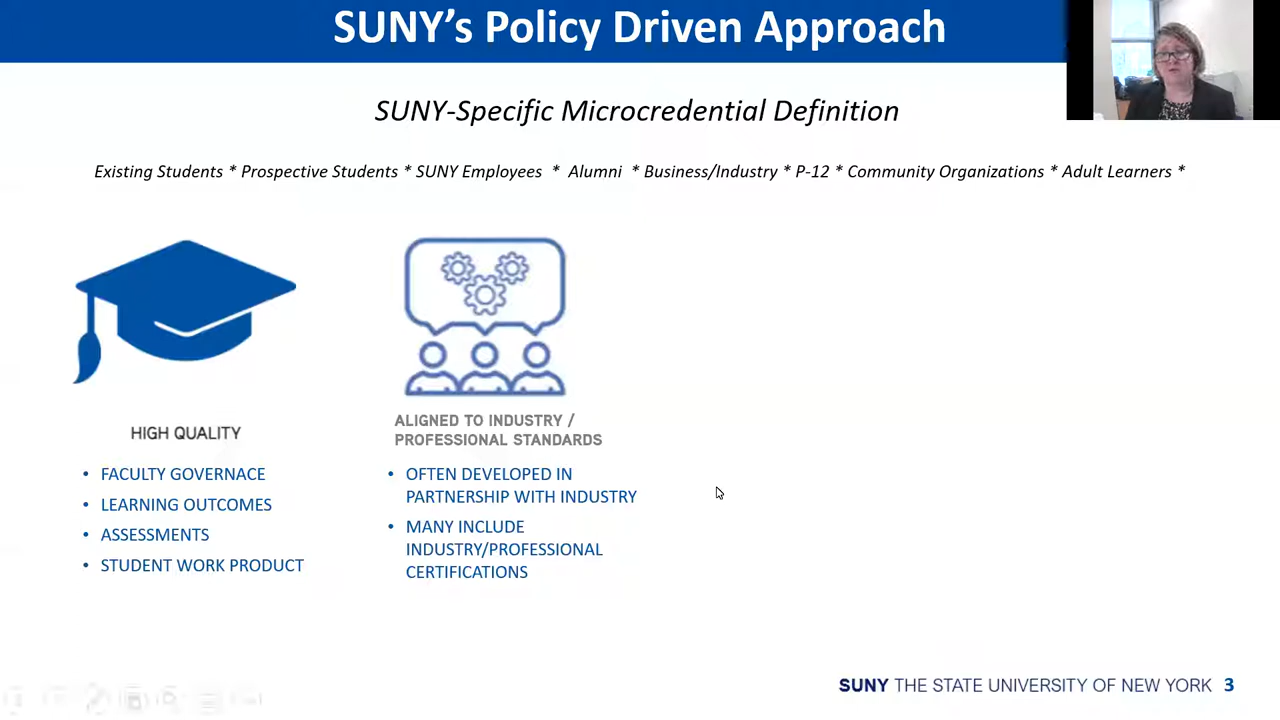 SUNY's Policy Driven Approach
SUNY-Specific Microcredential Definition
Existing Students * Prospective Students * SUNY Employees * Alumni * Business/Industry * P-12 * Community Organizations * Adult Learners *
HIGH QUALITY
• FACULTY GOVERNACE
• LEARNING OUTCOMES
• ASSESSMENTS
• STUDENT WORK PRODUCT
ALIGNED TO INDUSTRY /
PROFESSIONAL STANDARDS
• OFTEN DEVELOPED IN
PARTNERSHIP WITH INDUSTRY
• MANY INCLUDE
INDUSTRY/PROFESSIONAL
CERTIFICATIONS
SUNY THE STATE UNIVERSITY OF NEW YORK 3